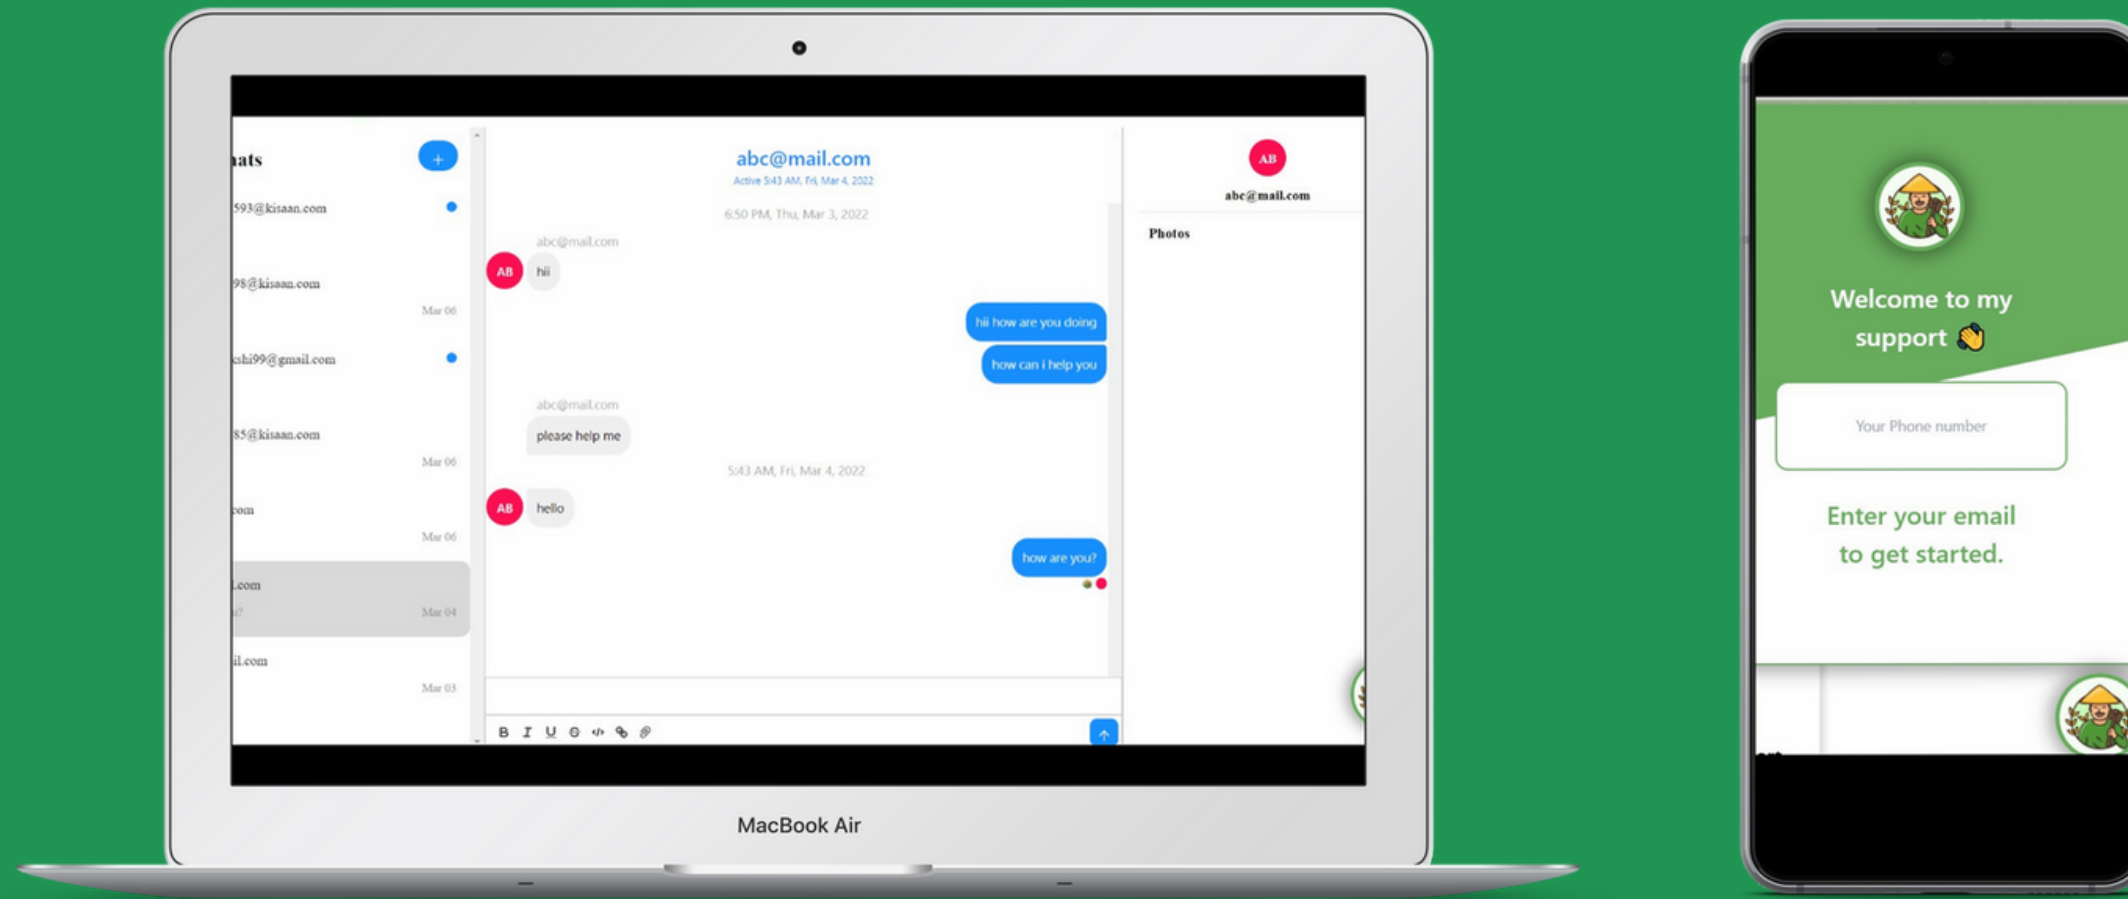 hats
593@kisaan.com
98@kisaan.com
Mar 06
kshi99@gmail.com
85@kisaan.com
Mar 06
com
Mar 06
l.com
u?
Mar 04
il.com
Mar 03
abc@mail.com
Active 5:43 AM, Fri, Mar 4, 2022
6:50 PM, Thu, Mar 3, 2022
abc@mail.com
AB
hii
hii how are you doing
how can i help you
abc@mail.com
please help me
5:43 AM, Fri, Mar 4, 2022
AB
hello
how are you?
B I U
AB
abc@mail.com
Photos
MacBook Air
Welcome to my
support
Your Phone number
Enter your email
to get started.